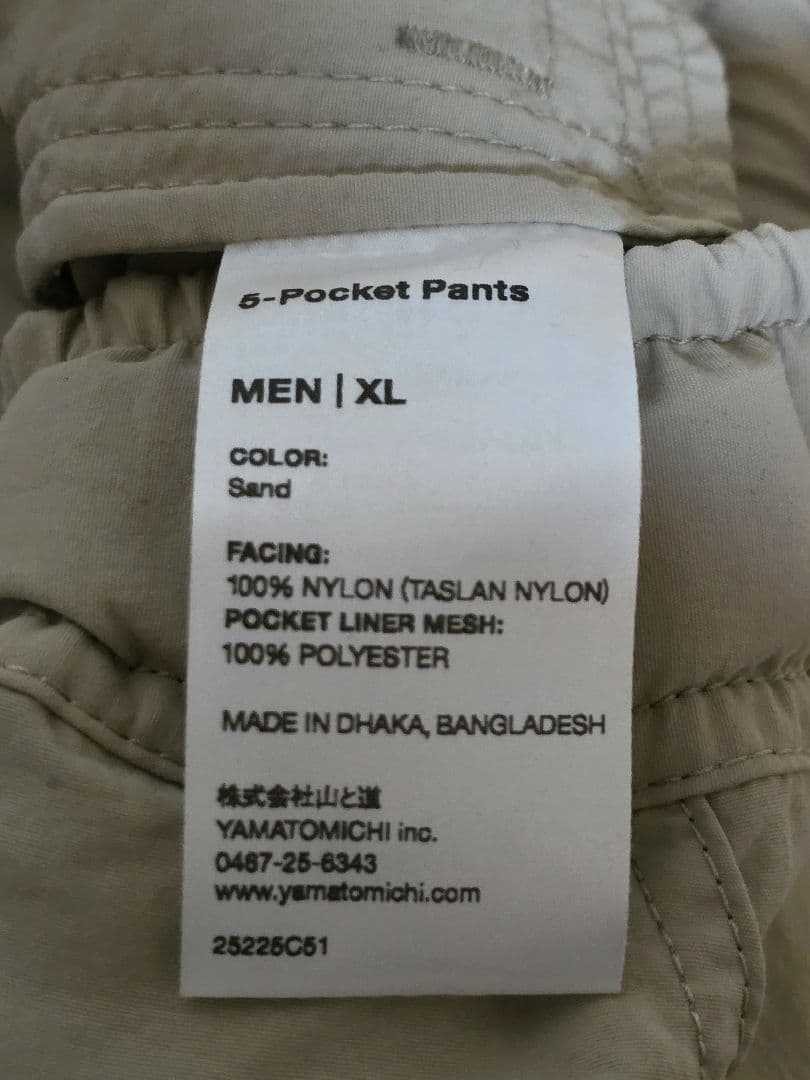 5-Pocket Pants
MEN | XL
COLOR:
Sand
FACING:
100% NYLON (TASLAN NYLON)
POCKET LINER MESH:
100% POLYESTER
MADE IN DHAKA, BANGLADESH
株式会社山と道
YAMATOMICHI inc.
0467-25-6343
www.yamatomichi.com
25225C51